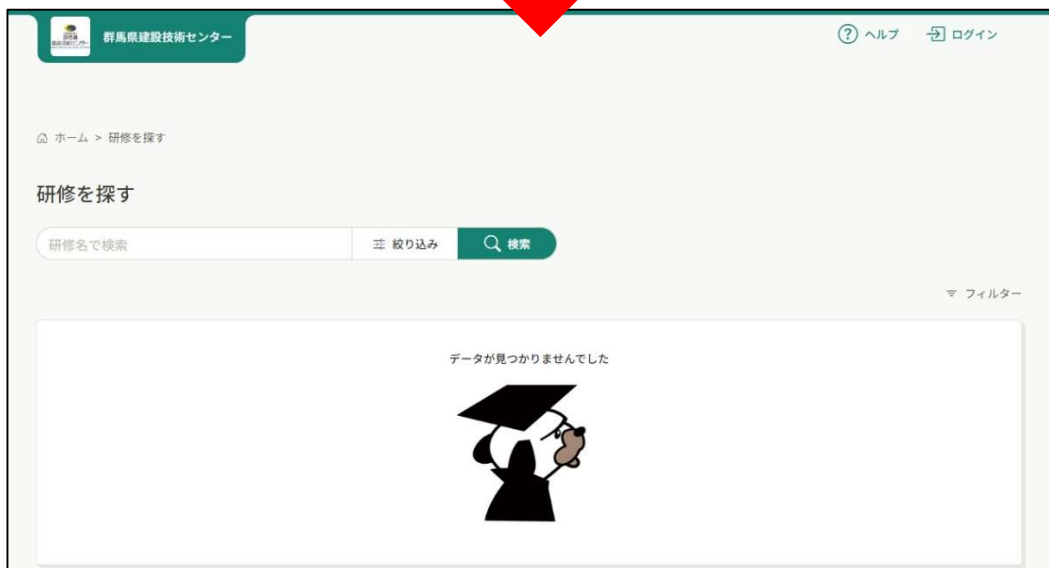 群馬県建設技術センター
ヘルプ ログイン
ホーム > 研修を探す
研修を探す
研修名で検索 絞り込み 検索
フィルター
データが見つかりませんでした